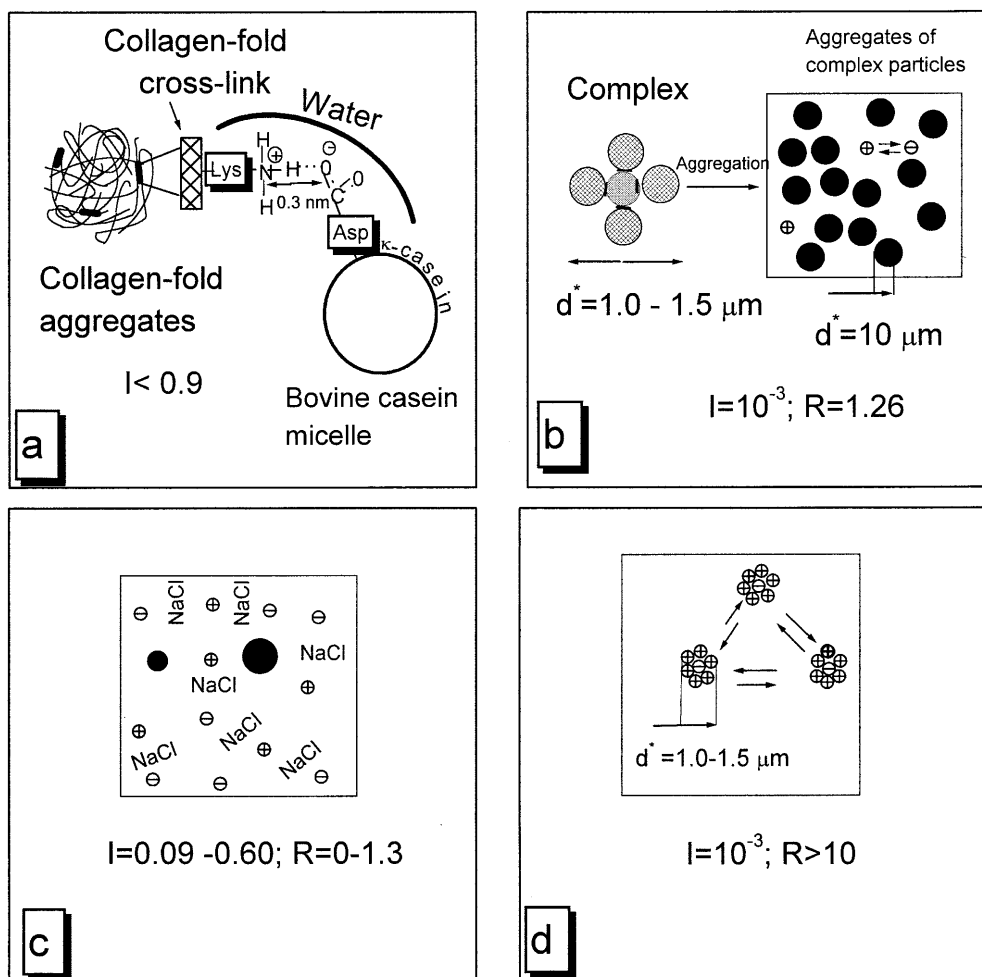 Collagen-fold
cross-link
Water
Lys
H
⊕
N
H
H
⊖
O
C
O
0.3 nm
Asp
κ-casein
Collagen-fold
aggregates
I< 0.9
Bovine casein
micelle
a
Aggregates of
complex particles
Complex
Aggregation
⊕ ⊖
⊕
d*=1.0 - 1.5 μm
d*=10 μm
I=10⁻³; R=1.26
b
NaCl
NaCl
NaCl
NaCl
NaCl
NaCl
NaCl
I=0.09 -0.60; R=0-1.3
c
d*=1.0-1.5 μm
I=10⁻³; R>10
d